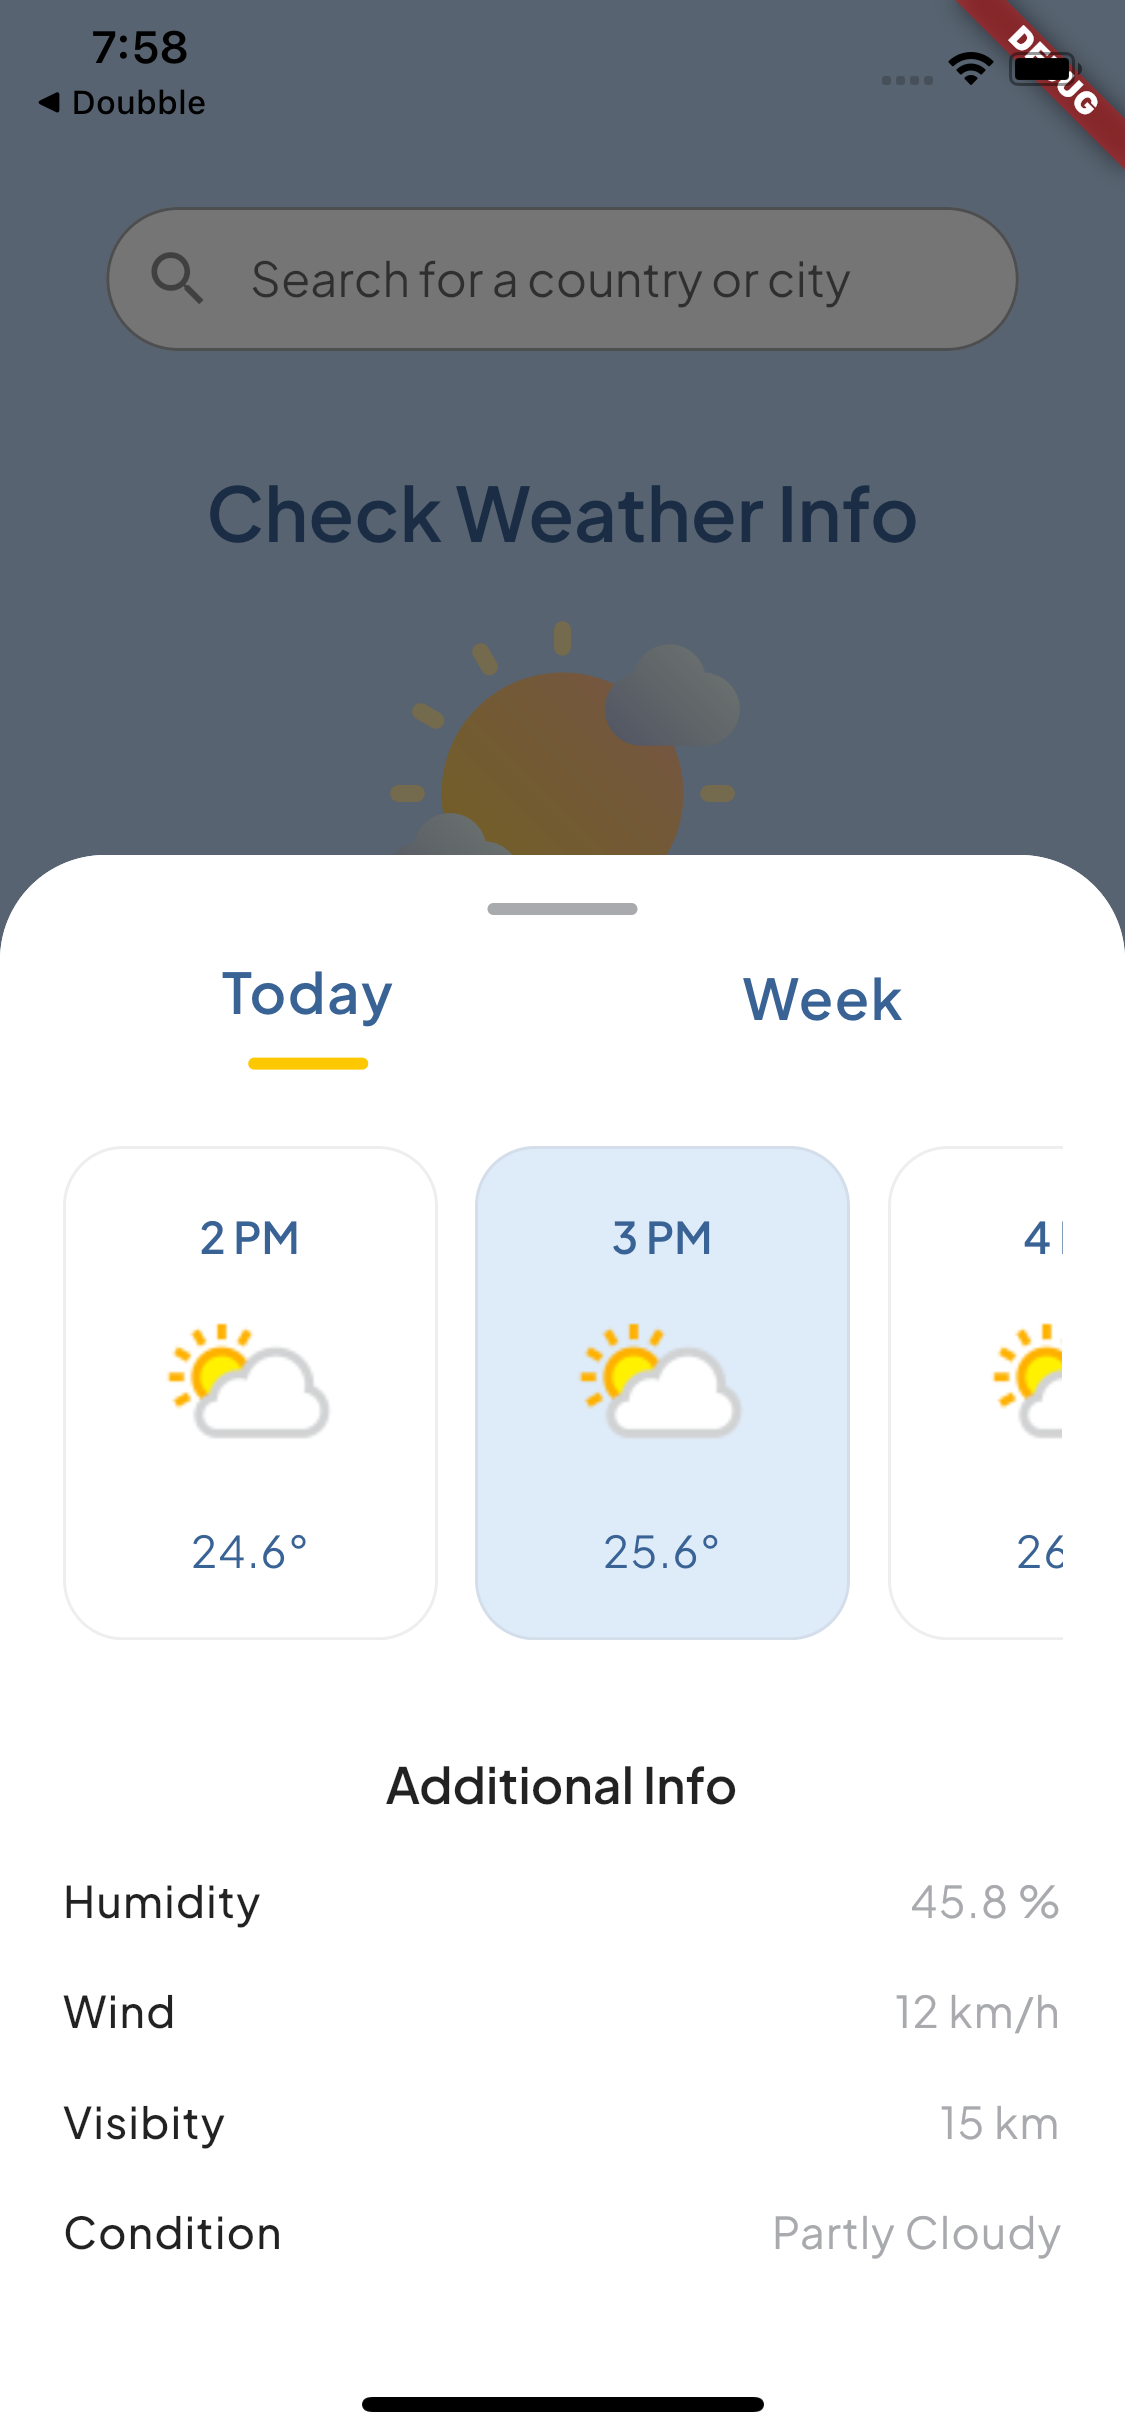 7:58
◀ Doubble
DEBUG
Search for a country or city
Check Weather Info
Today Week
2 PM 3 PM 4
24.6° 25.6° 26
Additional Info
Humidity 45.8 %
Wind 12 km/h
Visibity 15 km
Condition Partly Cloudy